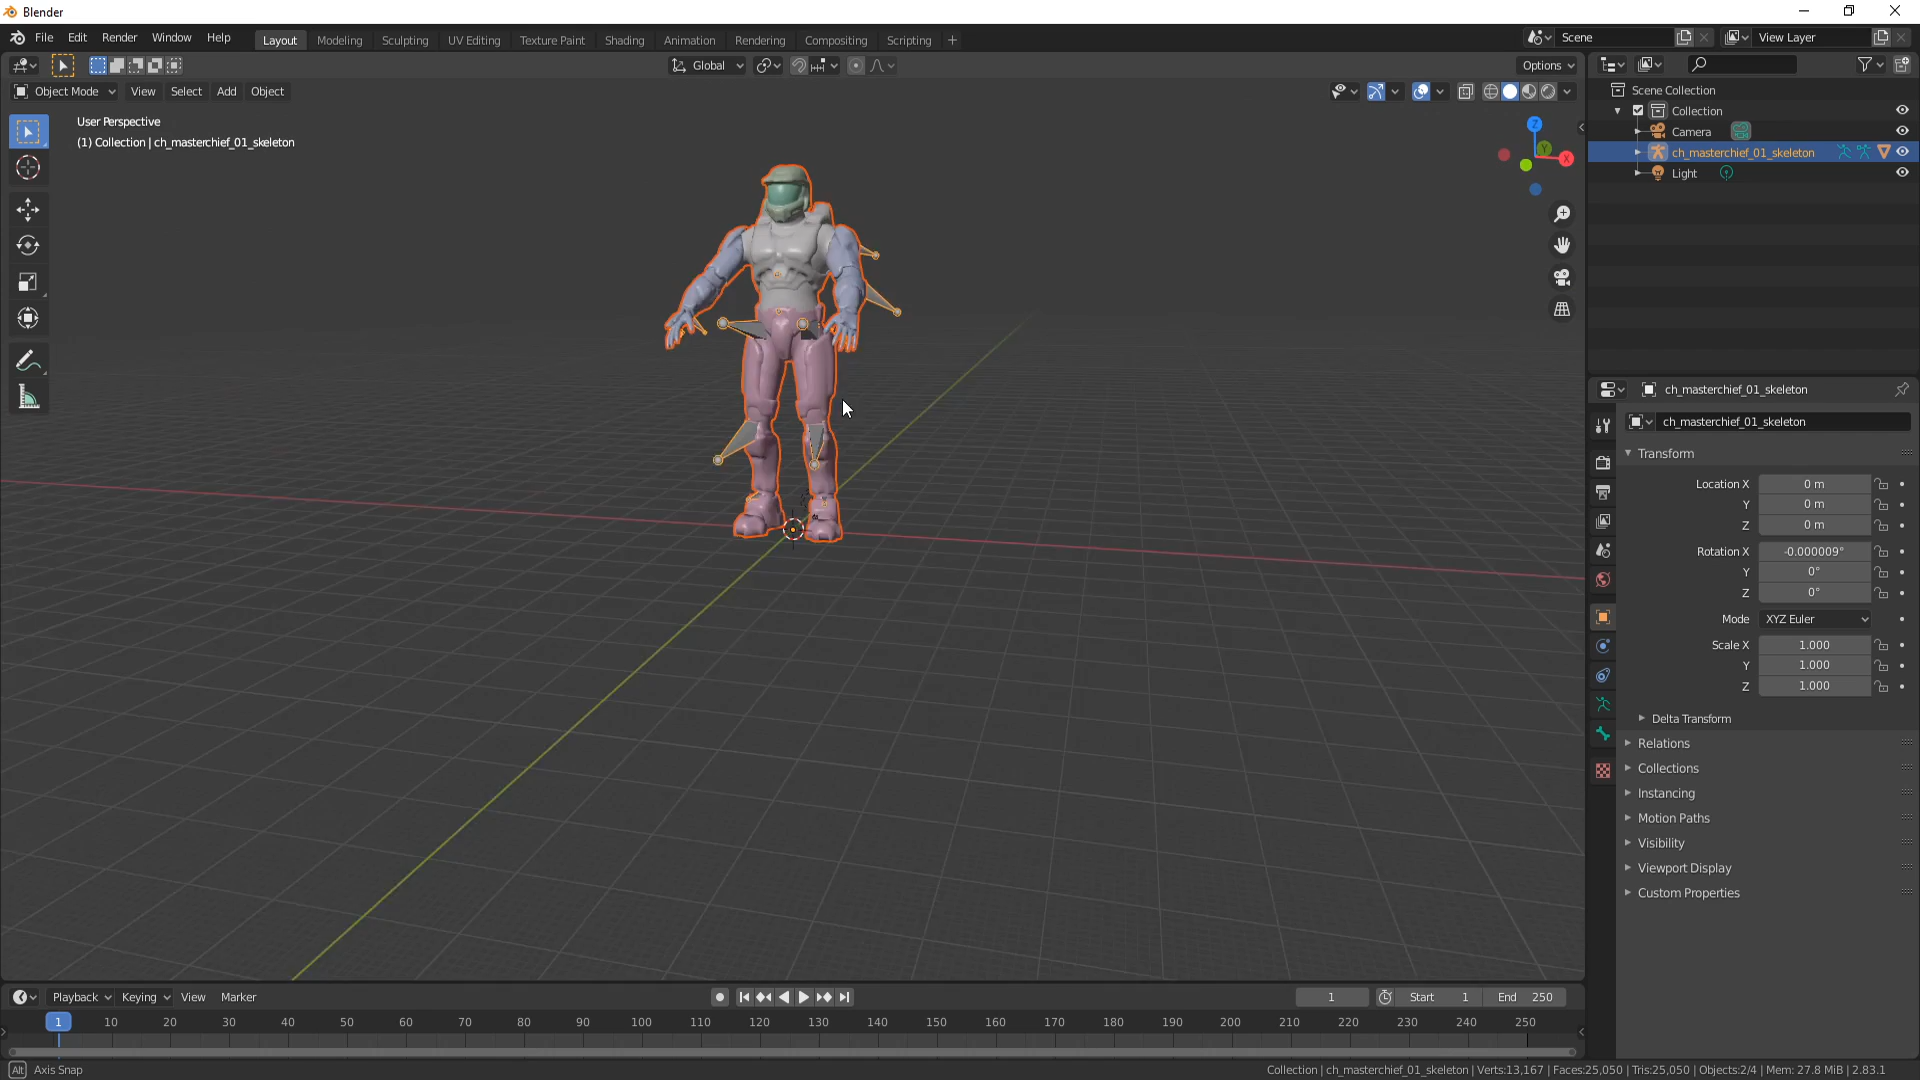 Blender
File Edit Render Window Help Layout Modeling Sculpting UV Editing Texture Paint Shading Animation Rendering Compositing Scripting + Scene View Layer
Global Options
Object Mode View Select Add Object
User Perspective
(1) Collection | ch_masterchief_01_skeleton
Z
Y
X
Scene Collection
Collection
Camera
ch_masterchief_01_skeleton
Light
ch_masterchief_01_skeleton
ch_masterchief_01_skeleton
Transform
Location X 0 m
Y 0 m
Z 0 m
Rotation X -0.000009°
Y 0°
Z 0°
Mode XYZ Euler
Scale X 1.000
Y 1.000
Z 1.000
Delta Transform
Relations
Collections
Instancing
Motion Paths
Visibility
Viewport Display
Custom Properties
Playback Keying View Marker 1 Start 1 End 250
1 10 20 30 40 50 60 70 80 90 100 110 120 130 140 150 160 170 180 190 200 210 220 230 240 250
Alt Axis Snap Collection | ch_masterchief_01_skeleton | Verts:13,167 | Faces:25,050 | Tris:25,050 | Objects:2/4 | Mem: 27.8 MiB | 2.83.1